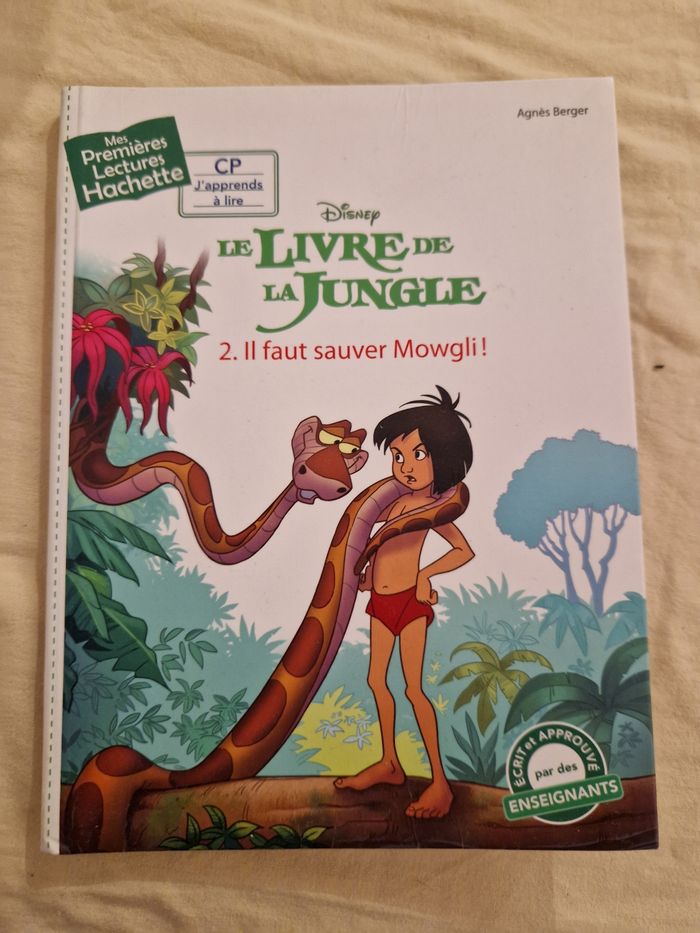 Agnès Berger
Mes
Premières
Lectures
Hachette
CP
J'apprends
à lire
Disney
LE LIVRE DE
LA JUNGLE
2. Il faut sauver Mowgli !
ÉCRIT et APPROUVÉ
par des
ENSEIGNANTS